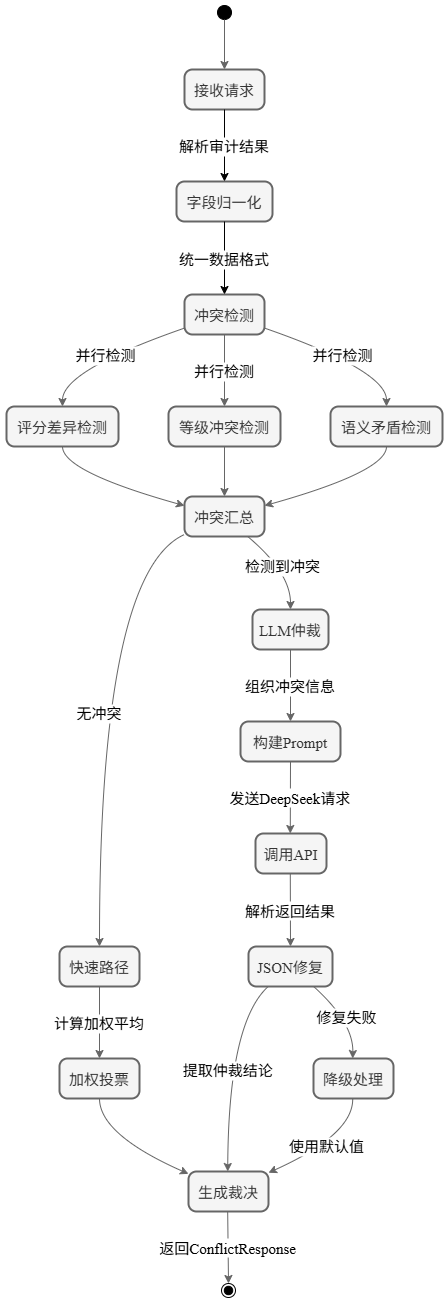 接收请求
解析审计结果
字段归一化
统一数据格式
冲突检测
并行检测
并行检测
并行检测
评分差异检测
等级冲突检测
语义矛盾检测
冲突汇总
检测到冲突
LLM仲裁
组织冲突信息
无冲突
构建Prompt
发送DeepSeek请求
调用API
解析返回结果
快速路径
JSON修复
修复失败
计算加权平均
提取仲裁结论
加权投票
降级处理
使用默认值
生成裁决
返回ConflictResponse